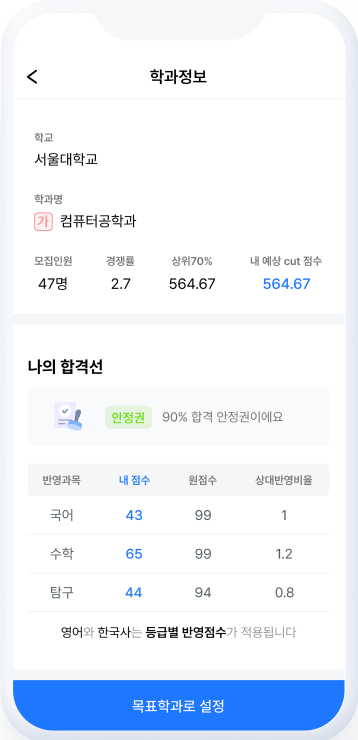 학과정보
학교
서울대학교
학과명
가 컴퓨터공학과
모집인원 경쟁률 상위70% 내 예상 cut 점수
47명 2.7 564.67 564.67
나의 합격선
안정권 90% 합격 안정권이에요
반영과목 내 점수 원점수 상대반영비율
국어 43 99 1
수학 65 99 1.2
탐구 44 94 0.8
영어와 한국사는 등급별 반영점수가 적용됩니다
목표학과로 설정